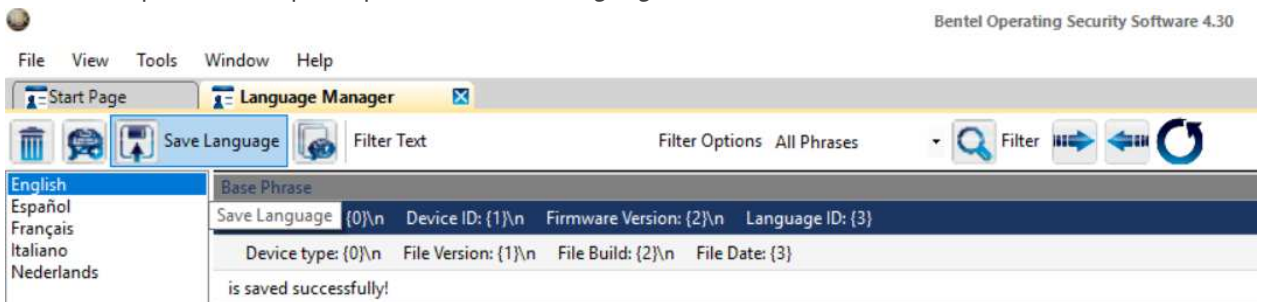 Bentel Operating Security Software 4.30
File View Tools Window Help
Start Page Language Manager
Save Language Filter Text Filter Options All Phrases Filter
English
Español
Français
Italiano
Nederlands
Base Phrase
Save Language {0}\n Device ID: {1}\n Firmware Version: {2}\n Language ID: {3}
Device type: {0}\n File Version: {1}\n File Build: {2}\n File Date: {3}
is saved successfully!